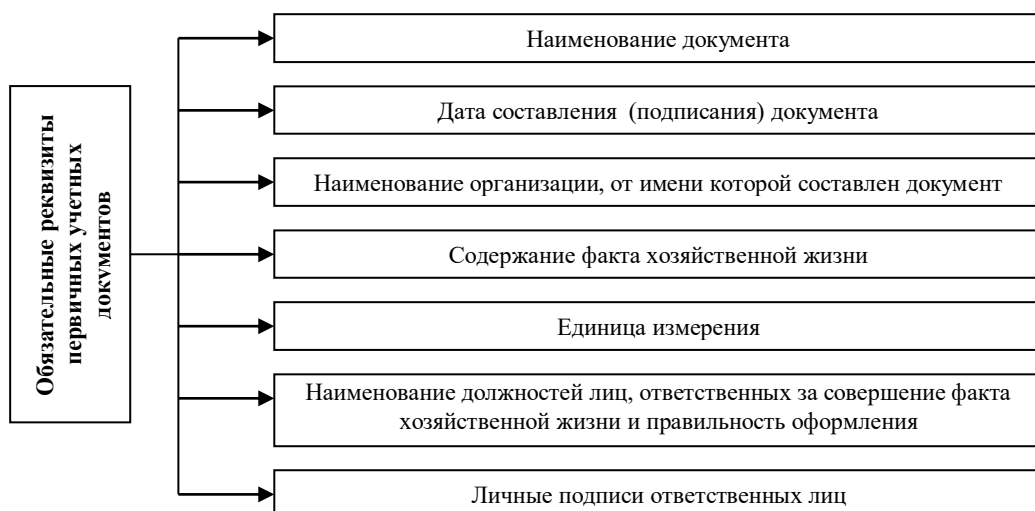 Обязательные реквизиты
первичных учетных
документов
Наименование документа
Дата составления (подписания) документа
Наименование организации, от имени которой составлен документ
Содержание факта хозяйственной жизни
Единица измерения
Наименование должностей лиц, ответственных за совершение факта
хозяйственной жизни и правильность оформления
Личные подписи ответственных лиц